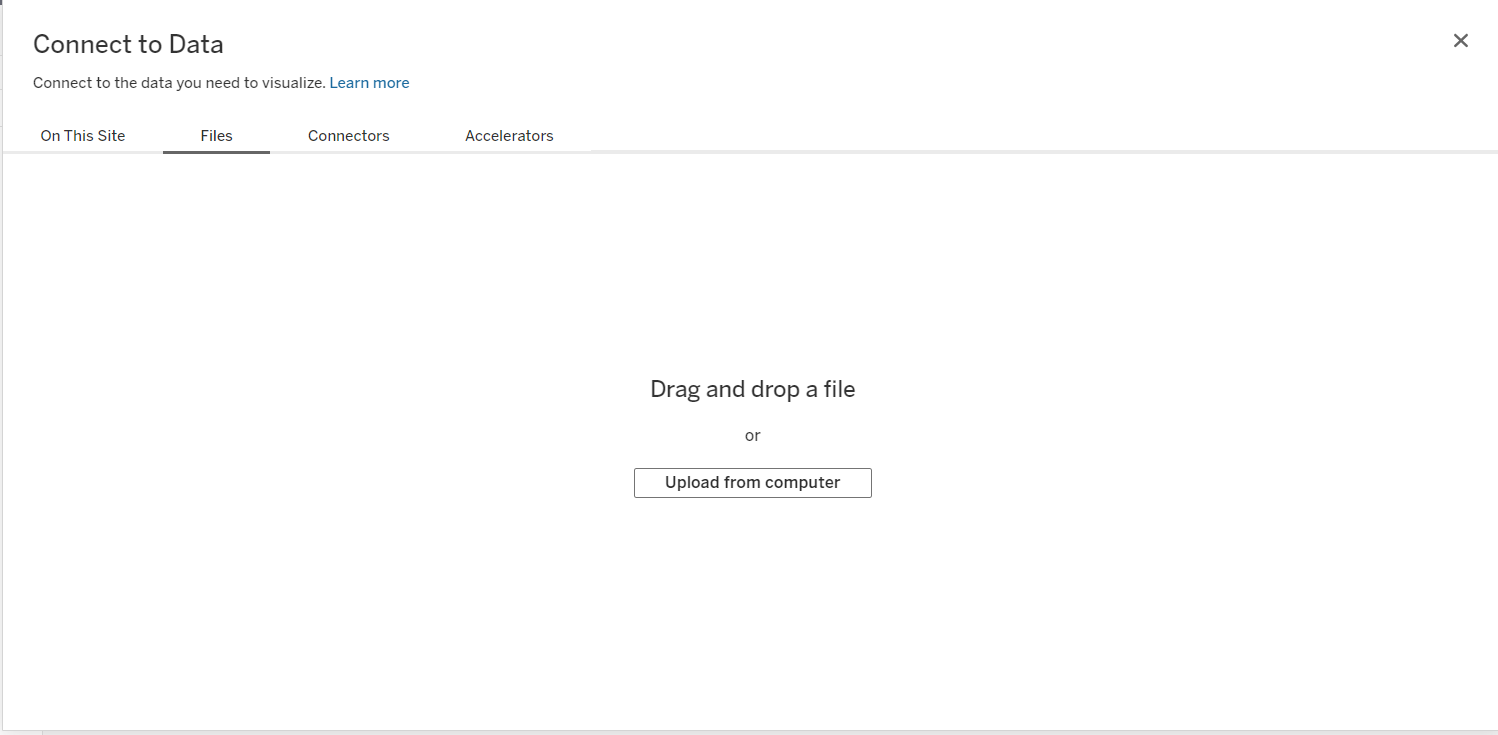 Connect to Data
Connect to the data you need to visualize. Learn more
On This Site Files Connectors Accelerators
Drag and drop a file
or
Upload from computer